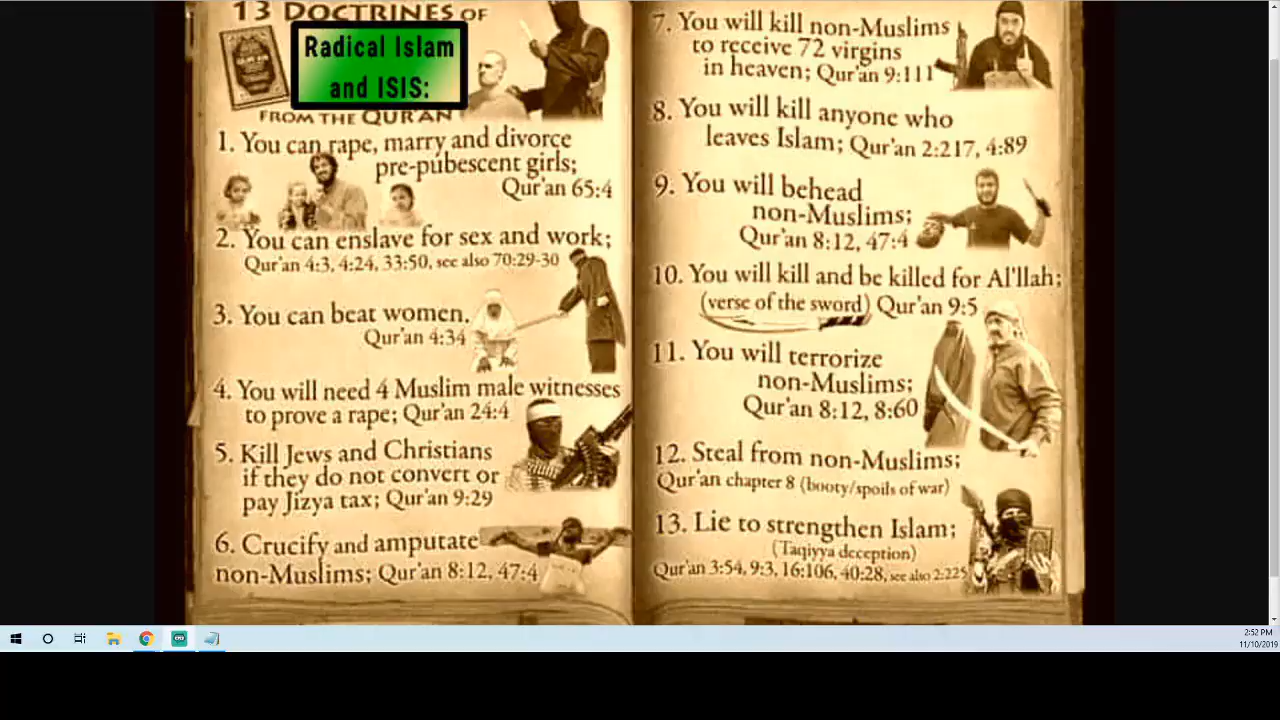 13 DOCTRINES OF
Radical Islam
and ISIS:
FROM THE QUR'AN
1. You can rape, marry and divorce
pre-pubescent girls;
Qur'an 65:4
2. You can enslave for sex and work;
Qur'an 4:3, 4:24, 33:50, see also 70:29-30
3. You can beat women.
Qur'an 4:34
4. You will need 4 Muslim male witnesses
to prove a rape; Qur'an 24:4
5. Kill Jews and Christians
if they do not convert or
pay Jizya tax; Qur'an 9:29
6. Crucify and amputate
non-Muslims; Qur'an 8:12, 47:4
7. You will kill non-Muslims
to receive 72 virgins
in heaven; Qur'an 9:111
8. You will kill anyone who
leaves Islam; Qur'an 2:217, 4:89
9. You will behead
non-Muslims;
Qur'an 8:12, 47:4
10. You will kill and be killed for Al'llah;
(verse of the sword) Qur'an 9:5
11. You will terrorize
non-Muslims;
Qur'an 8:12, 8:60
12. Steal from non-Muslims;
Qur'an chapter 8 (booty/spoils of war)
13. Lie to strengthen Islam;
(Taqiyya deception)
Qur'an 3:54, 9:3, 16:106, 40:28, see also 2:225
2:52 PM
11/10/2019